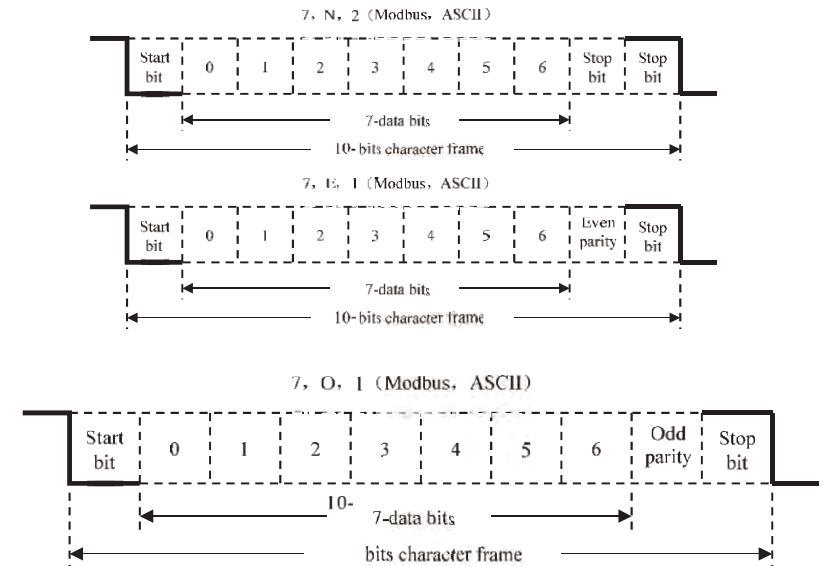 7, N, 2 (Modbus, ASCII)
Start bit 0 1 2 3 4 5 6 Stop bit Stop bit
7-data bits
10- bits character frame
7, E, 1 (Modbus, ASCII)
Start bit 0 1 2 3 4 5 6 Even parity Stop bit
7-data bits
10- bits character frame
7, O, 1 (Modbus, ASCII)
Start bit 0 1 2 3 4 5 6 Odd parity Stop bit
10-
7-data bits
bits character frame